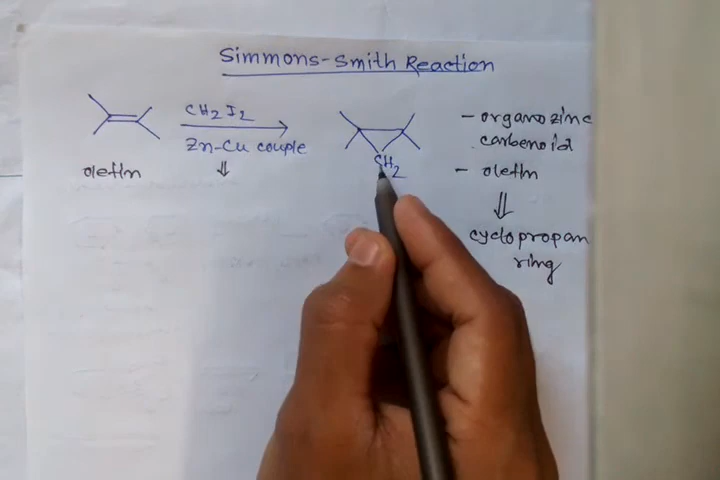 Simmons-Smith Reaction
CH2I2
Zn-Cu couple
⇓
olefin
CH2
- organozinc
carbenoid
- olefin
⇓
cyclopropan
ring